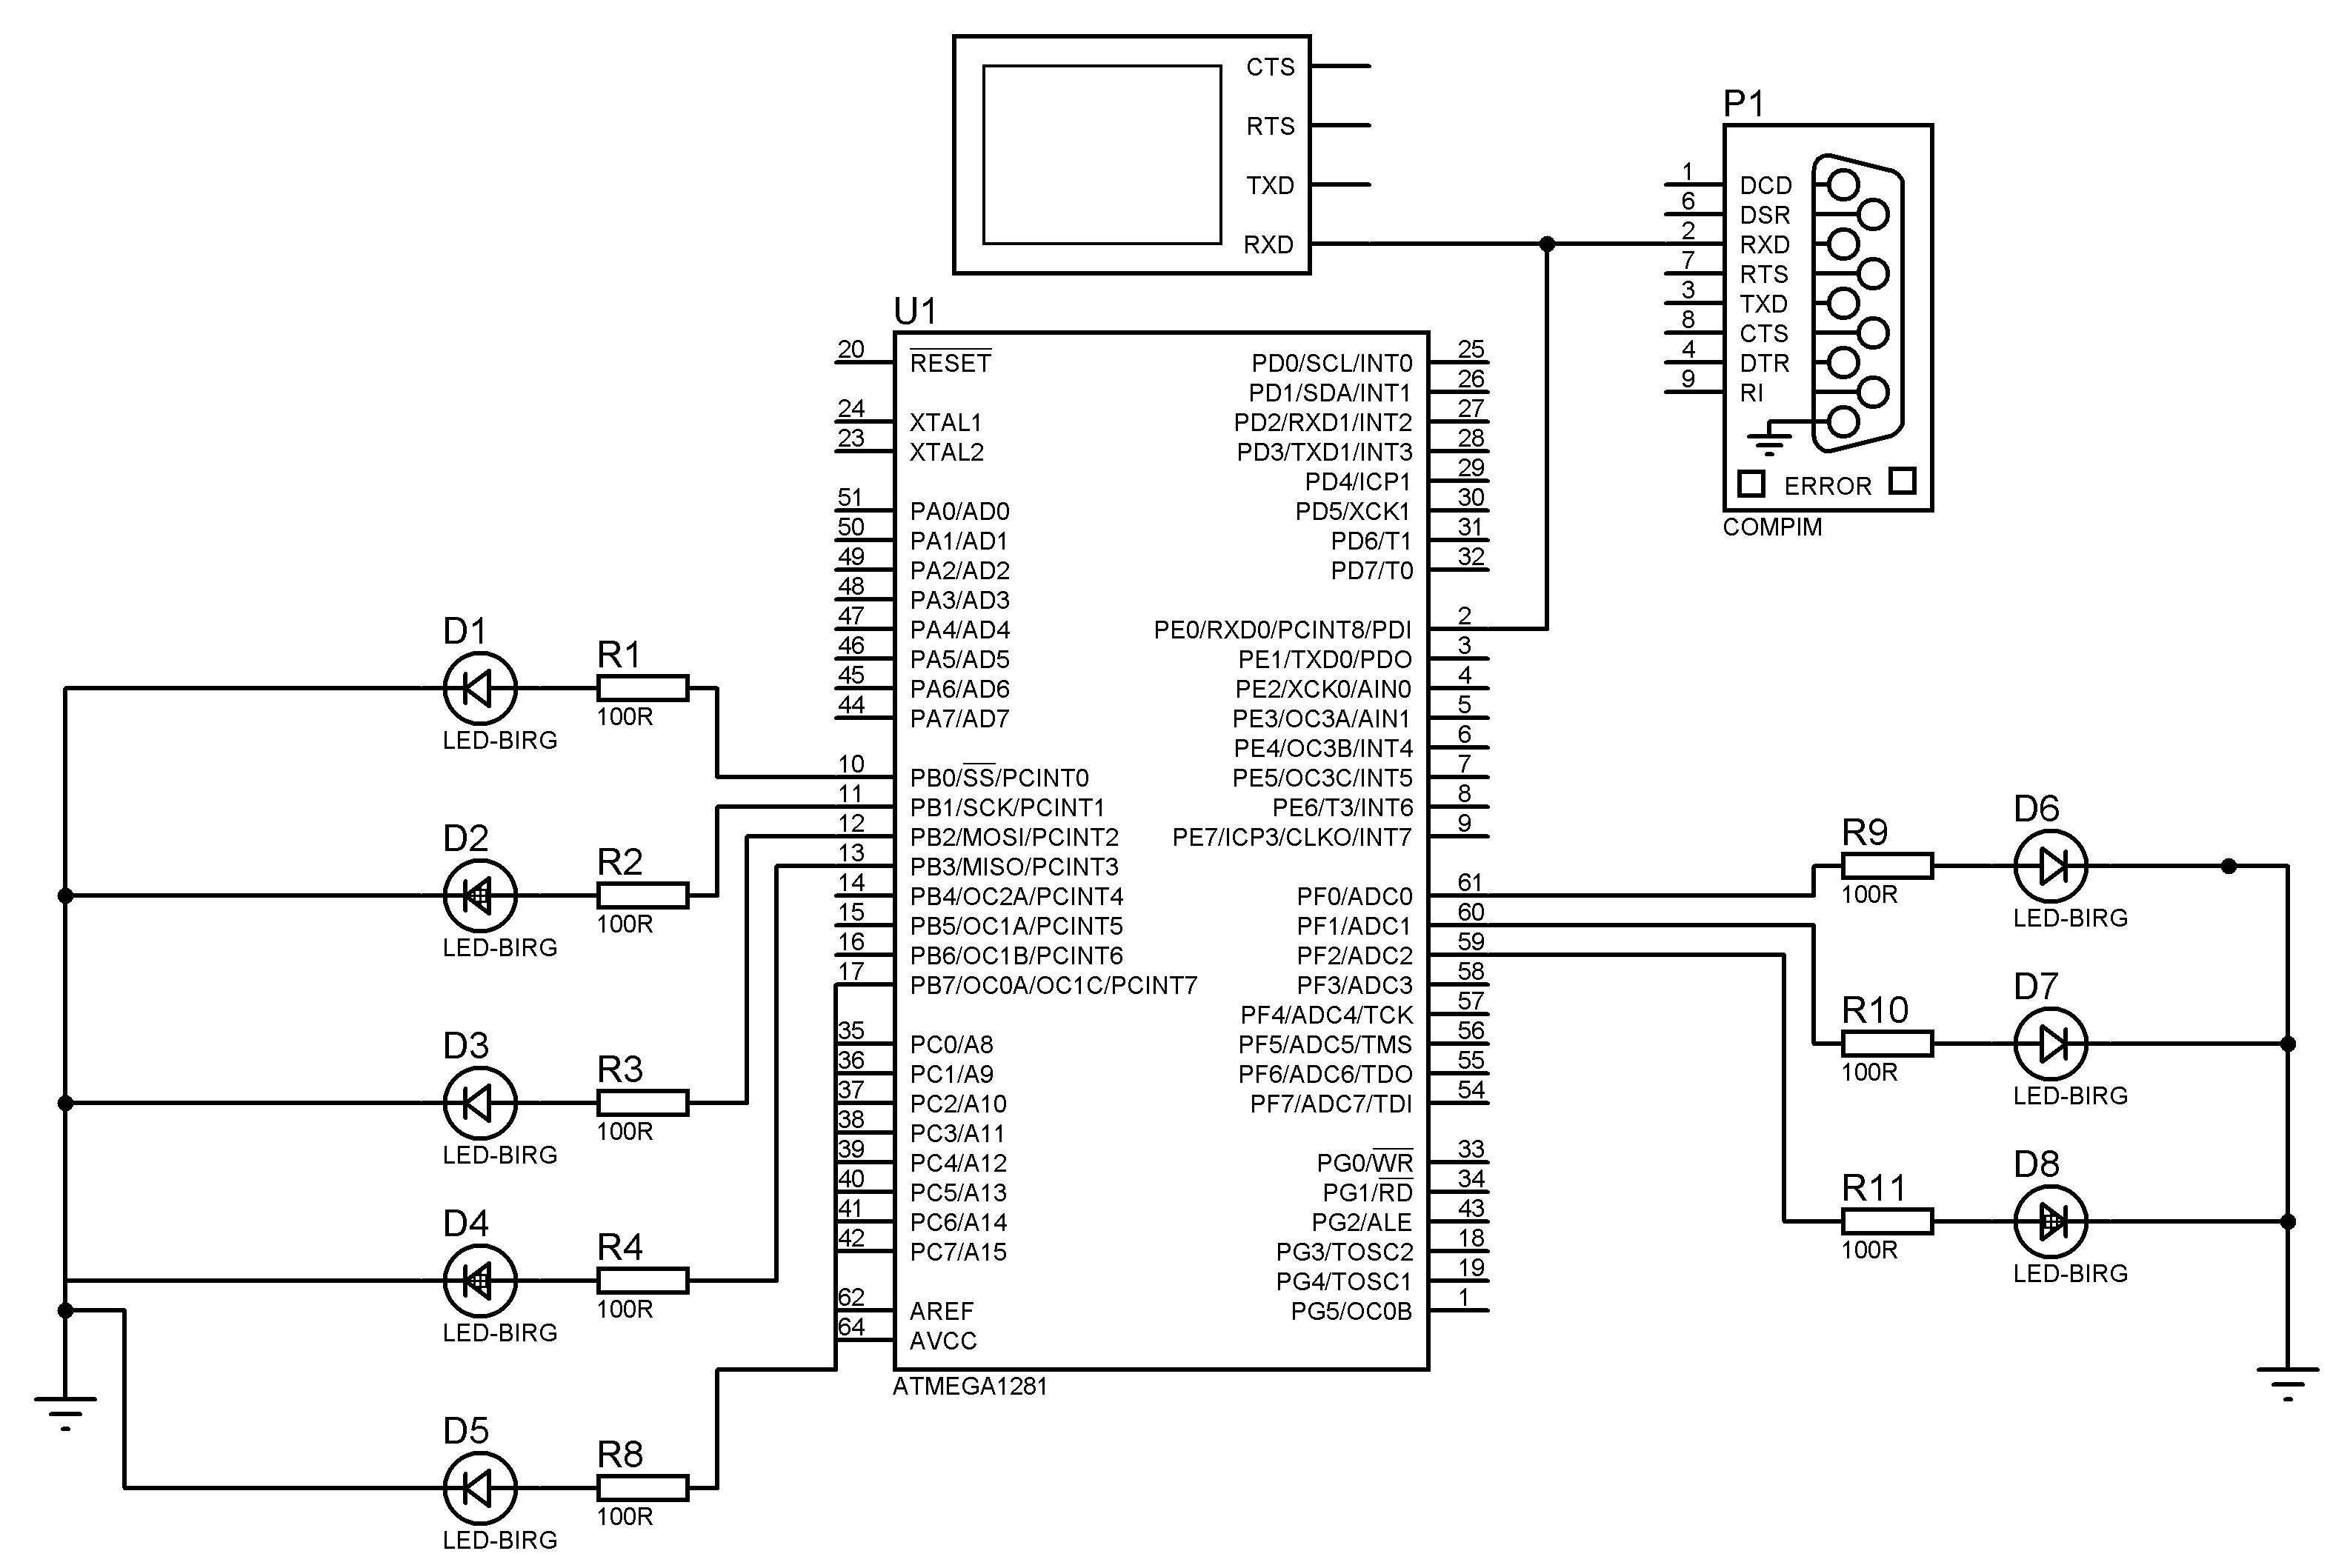 CTS
RTS
TXD
RXD
P1
1 DCD
6 DSR
2 RXD
7 RTS
3 TXD
8 CTS
4 DTR
9 RI
ERROR
COMPIM
U1
20 RESET
24 XTAL1
23 XTAL2
51 PA0/AD0
50 PA1/AD1
49 PA2/AD2
48 PA3/AD3
47 PA4/AD4
46 PA5/AD5
45 PA6/AD6
44 PA7/AD7
10 PB0/SS/PCINT0
11 PB1/SCK/PCINT1
12 PB2/MOSI/PCINT2
13 PB3/MISO/PCINT3
14 PB4/OC2A/PCINT4
15 PB5/OC1A/PCINT5
16 PB6/OC1B/PCINT6
17 PB7/OC0A/OC1C/PCINT7
35 PC0/A8
36 PC1/A9
37 PC2/A10
38 PC3/A11
39 PC4/A12
40 PC5/A13
41 PC6/A14
42 PC7/A15
62 AREF
64 AVCC
PD0/SCL/INT0 25
PD1/SDA/INT1 26
PD2/RXD1/INT2 27
PD3/TXD1/INT3 28
PD4/ICP1 29
PD5/XCK1 30
PD6/T1 31
PD7/T0 32
PE0/RXD0/PCINT8/PDI 2
PE1/TXD0/PDO 3
PE2/XCK0/AIN0 4
PE3/OC3A/AIN1 5
PE4/OC3B/INT4 6
PE5/OC3C/INT5 7
PE6/T3/INT6 8
PE7/ICP3/CLKO/INT7 9
PF0/ADC0 61
PF1/ADC1 60
PF2/ADC2 59
PF3/ADC3 58
PF4/ADC4/TCK 57
PF5/ADC5/TMS 56
PF6/ADC6/TDO 55
PF7/ADC7/TDI 54
PG0/WR 33
PG1/RD 34
PG2/ALE 43
PG3/TOSC2 18
PG4/TOSC1 19
PG5/OC0B 1
ATMEGA1281
D1
LED-BIRG
R1
100R
D2
LED-BIRG
R2
100R
D3
LED-BIRG
R3
100R
D4
LED-BIRG
R4
100R
D5
LED-BIRG
R8
100R
R9
100R
D6
LED-BIRG
R10
100R
D7
LED-BIRG
R11
100R
D8
LED-BIRG